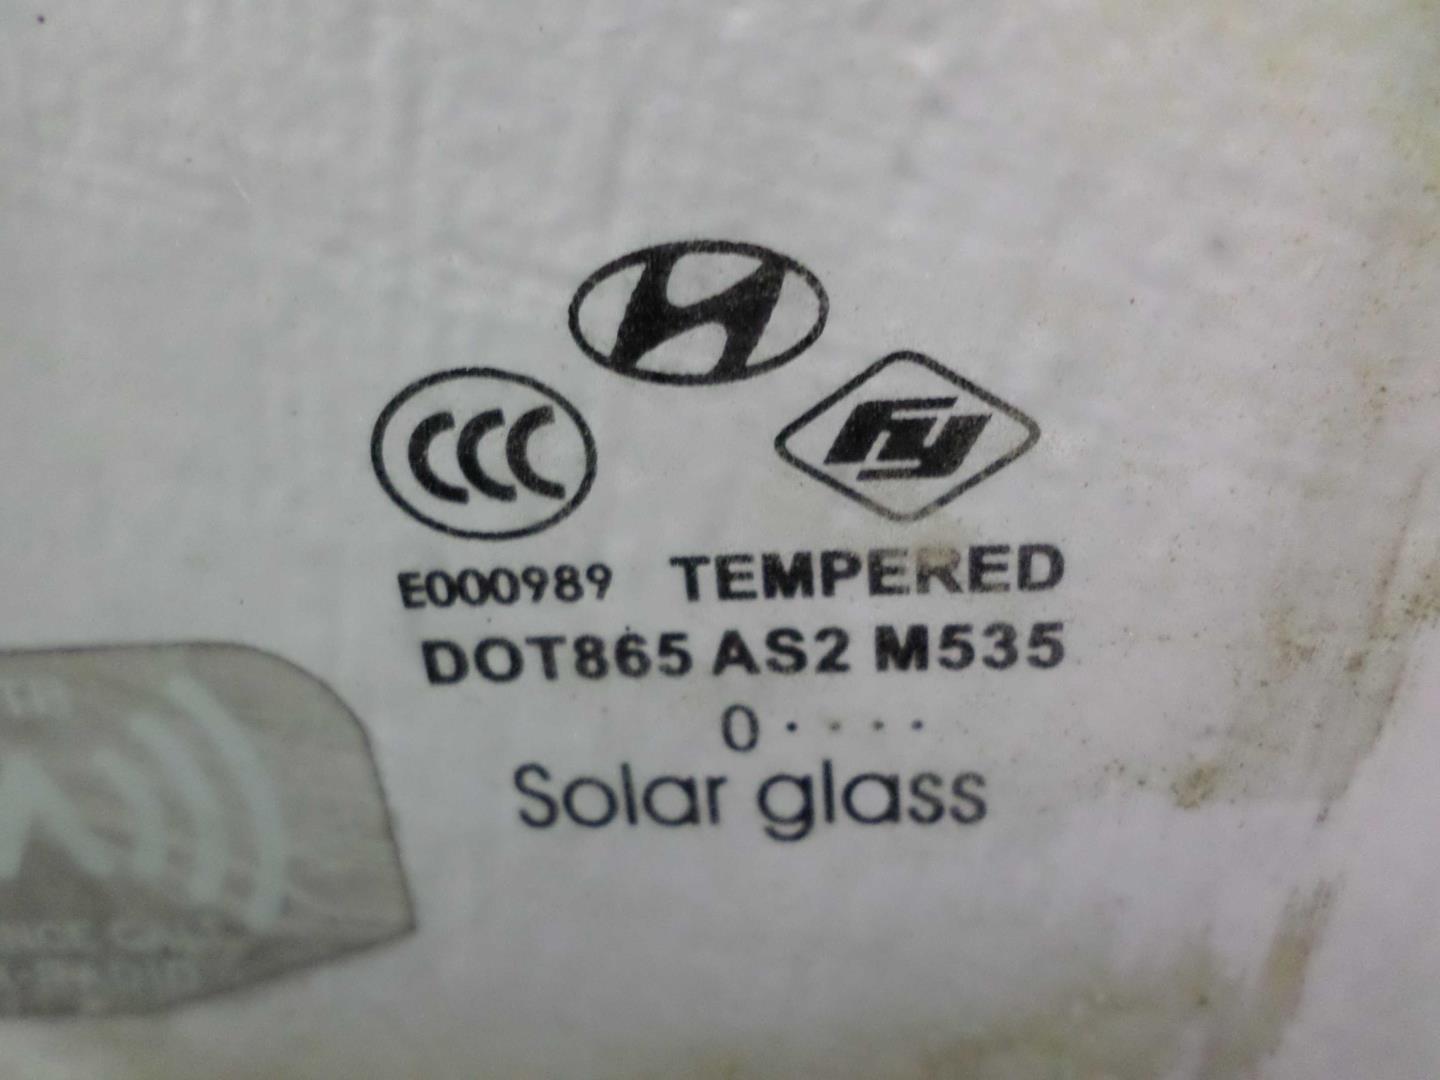 CCC
fy
E000989 TEMPERED
DOT865 AS2 M535
0 · · · ·
Solar glass